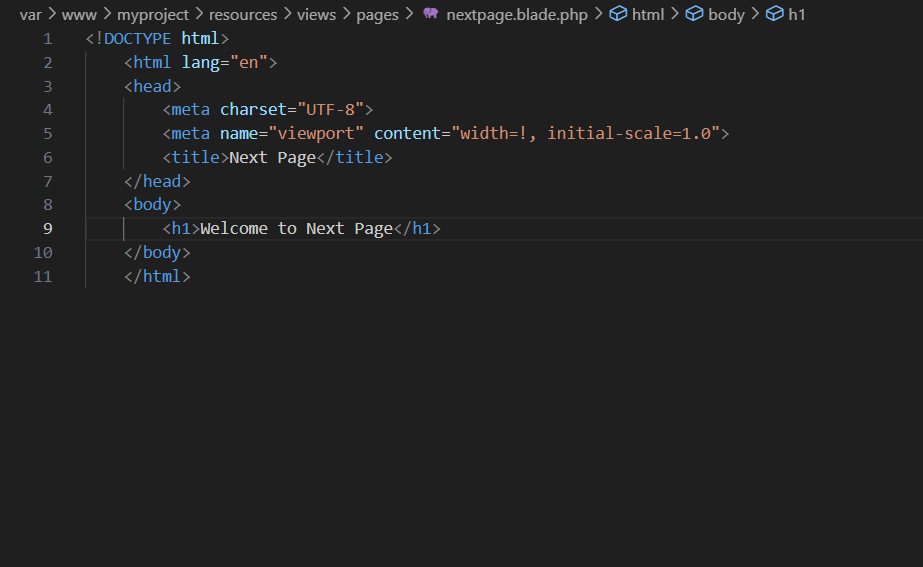 var > www > myproject > resources > views > pages > nextpage.blade.php > html > body > h1
1 <!DOCTYPE html>
2 <html lang="en">
3 <head>
4 <meta charset="UTF-8">
5 <meta name="viewport" content="width=!, initial-scale=1.0">
6 <title>Next Page</title>
7 </head>
8 <body>
9 <h1>Welcome to Next Page</h1>
10 </body>
11 </html>